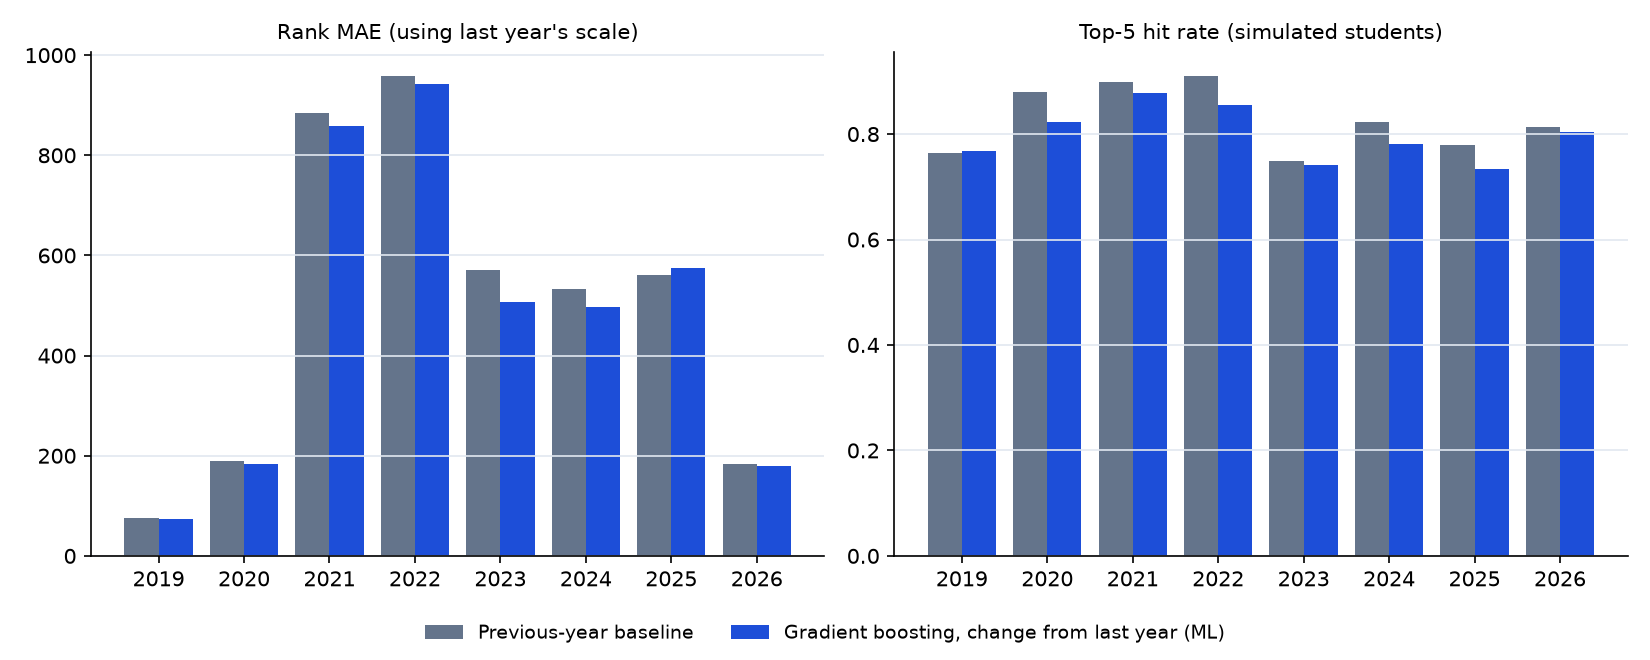 Rank MAE (using last year's scale)
1000
800
600
400
200
0
2019 2020 2021 2022 2023 2024 2025 2026
Top-5 hit rate (simulated students)
0.8
0.6
0.4
0.2
0.0
2019 2020 2021 2022 2023 2024 2025 2026
Previous-year baseline
Gradient boosting, change from last year (ML)